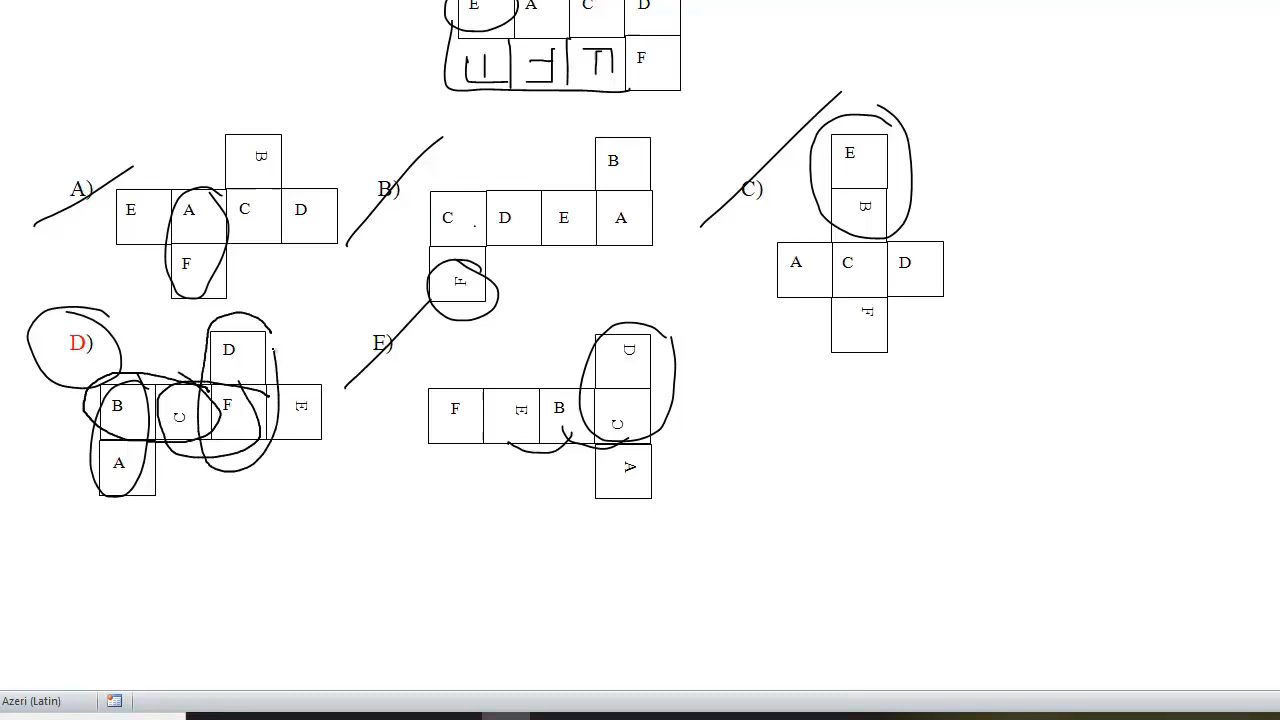 E A C D
E F F F
B
A) E A C D
F
B
B) C D E A
F
E
C) B
A C D
F
D
D) B C F E
A
D
E) F E B C
A
Azeri (Latin)